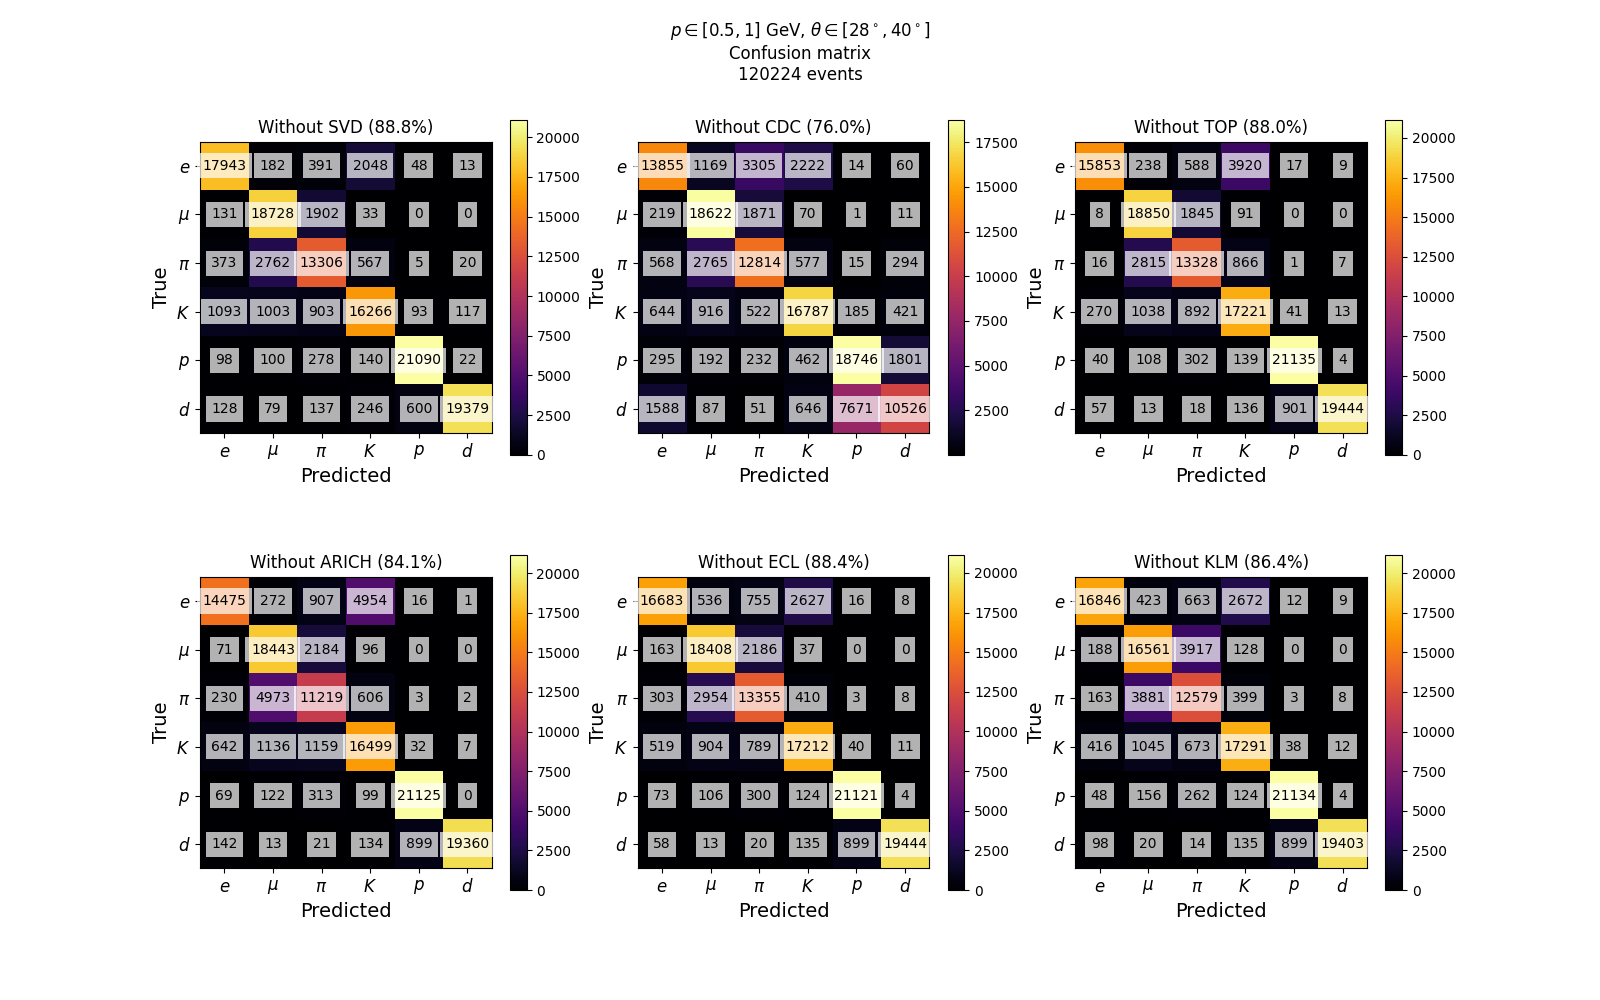 p ∈ [0.5, 1] GeV, θ ∈ [28°, 40°]
Confusion matrix
120224 events
Without SVD (88.8%)
e 17943 182 391 2048 48 13
μ 131 18728 1902 33 0 0
π 373 2762 13306 567 5 20
K 1093 1003 903 16266 93 117
p 98 100 278 140 21090 22
d 128 79 137 246 600 19379
e μ π K p d
Predicted
True
20000
17500
15000
12500
10000
7500
5000
2500
0
Without CDC (76.0%)
13855 1169 3305 2222 14 60
219 18622 1871 70 1 11
568 2765 12814 577 15 294
644 916 522 16787 185 421
295 192 232 462 18746 1801
1588 87 51 646 7671 10526
e μ π K p d
Predicted
True
17500
15000
12500
10000
7500
5000
2500
Without TOP (88.0%)
15853 238 588 3920 17 9
8 18850 1845 91 0 0
16 2815 13328 866 1 7
270 1038 892 17221 41 13
40 108 302 139 21135 4
57 13 18 136 901 19444
e μ π K p d
Predicted
True
20000
17500
15000
12500
10000
7500
5000
2500
0
Without ARICH (84.1%)
e 14475 272 907 4954 16 1
μ 71 18443 2184 96 0 0
π 230 4973 11219 606 3 2
K 642 1136 1159 16499 32 7
p 69 122 313 99 21125 0
d 142 13 21 134 899 19360
e μ π K p d
Predicted
True
20000
17500
15000
12500
10000
7500
5000
2500
0
Without ECL (88.4%)
16683 536 755 2627 16 8
163 18408 2186 37 0 0
303 2954 13355 410 3 8
519 904 789 17212 40 11
73 106 300 124 21121 4
58 13 20 135 899 19444
e μ π K p d
Predicted
True
20000
17500
15000
12500
10000
7500
5000
2500
0
Without KLM (86.4%)
16846 423 663 2672 12 9
188 16561 3917 128 0 0
163 3881 12579 399 3 8
416 1045 673 17291 38 12
48 156 262 124 21134 4
98 20 14 135 899 19403
e μ π K p d
Predicted
True
20000
17500
15000
12500
10000
7500
5000
2500
0